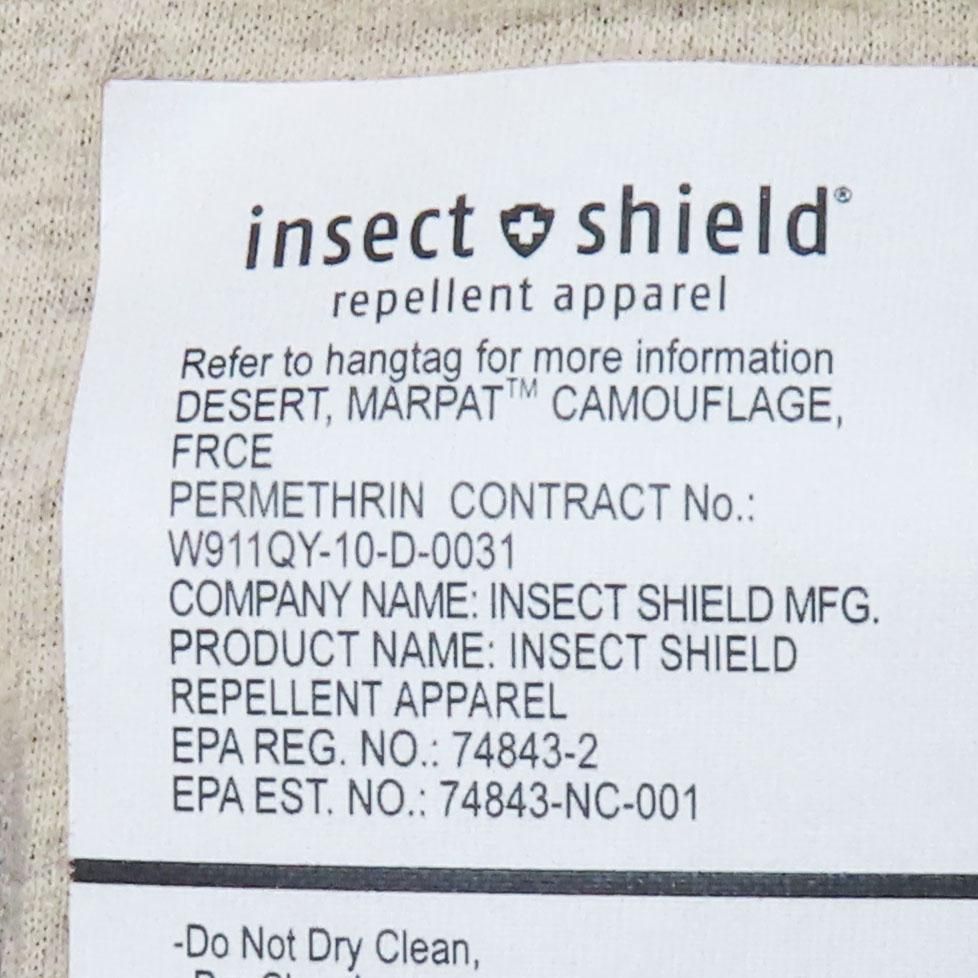 insect shield®
repellent apparel
Refer to hangtag for more information
DESERT, MARPAT™ CAMOUFLAGE,
FRCE
PERMETHRIN CONTRACT No.:
W911QY-10-D-0031
COMPANY NAME: INSECT SHIELD MFG.
PRODUCT NAME: INSECT SHIELD
REPELLENT APPAREL
EPA REG. NO.: 74843-2
EPA EST. NO.: 74843-NC-001
-Do Not Dry Clean,